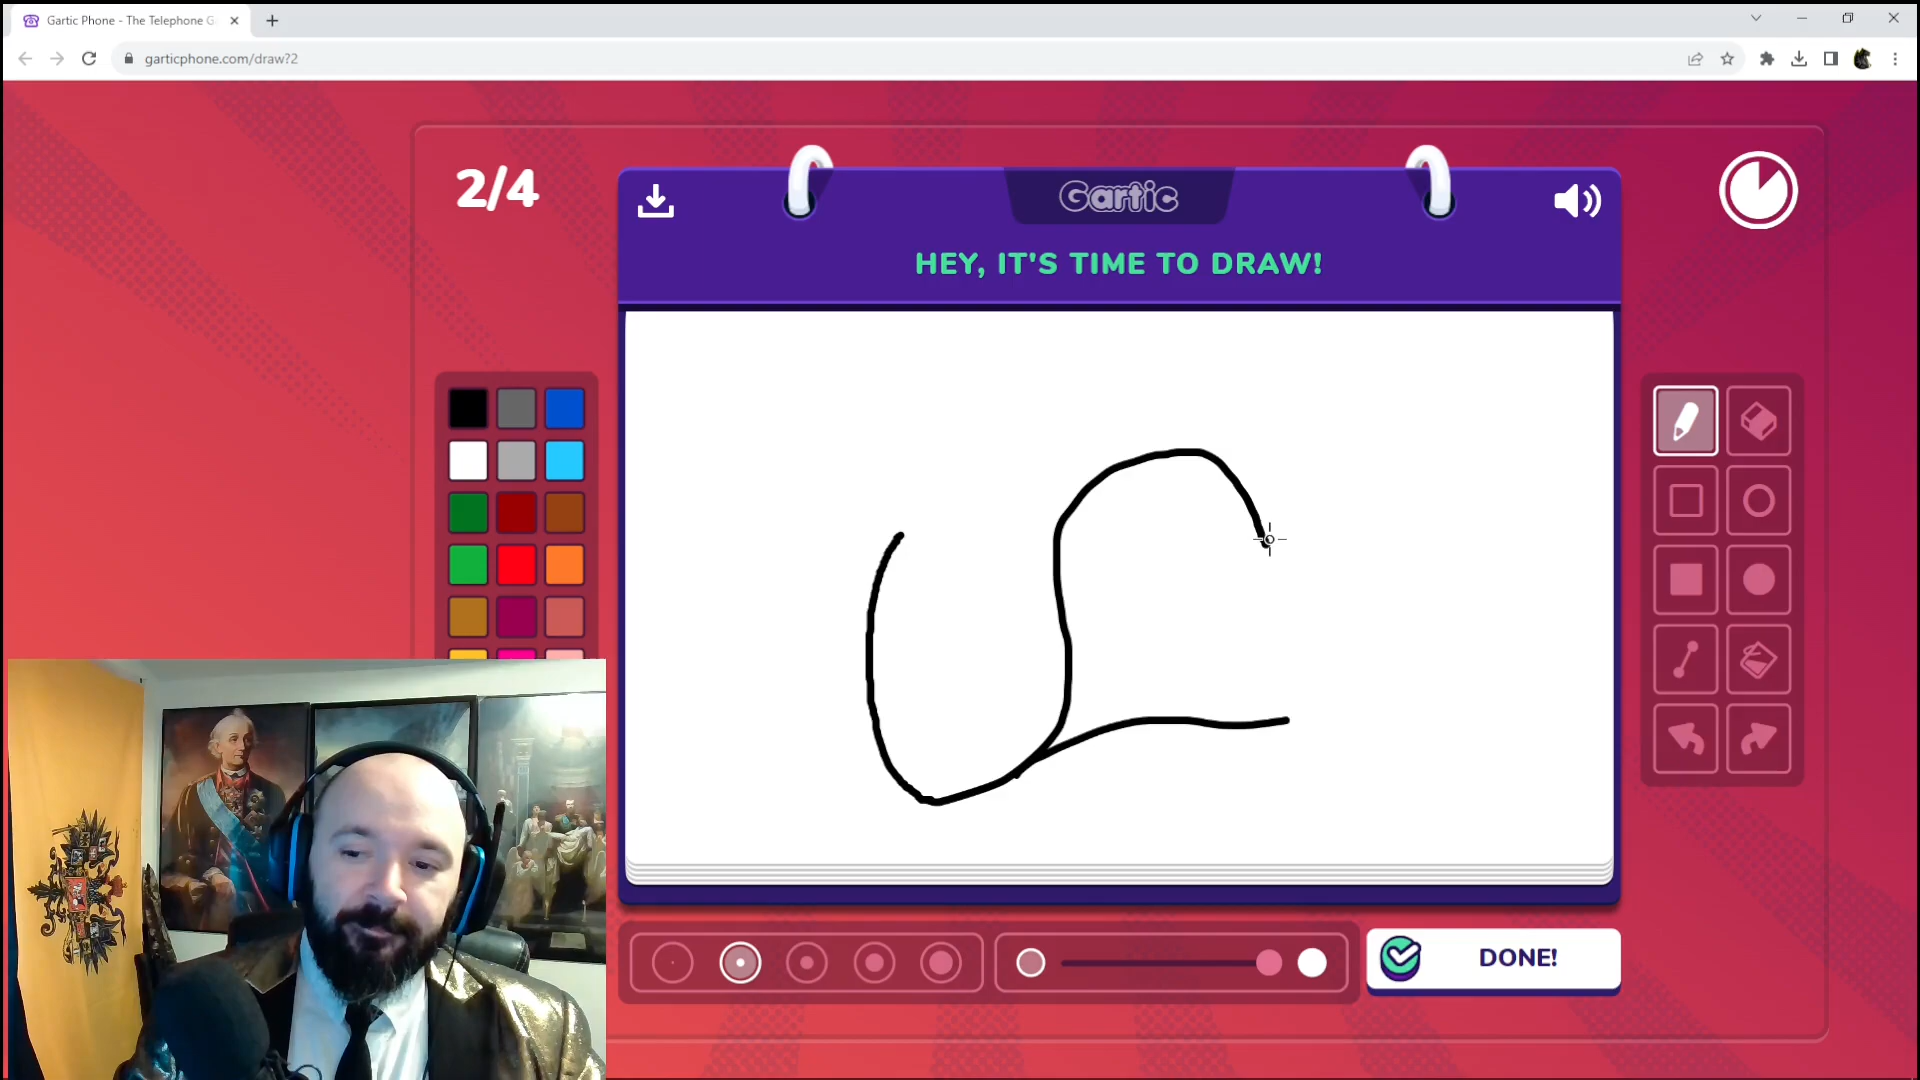 Gartic Phone - The Telephone G
garticphone.com/draw?2
2/4
Gartic
HEY, IT'S TIME TO DRAW!
DONE!